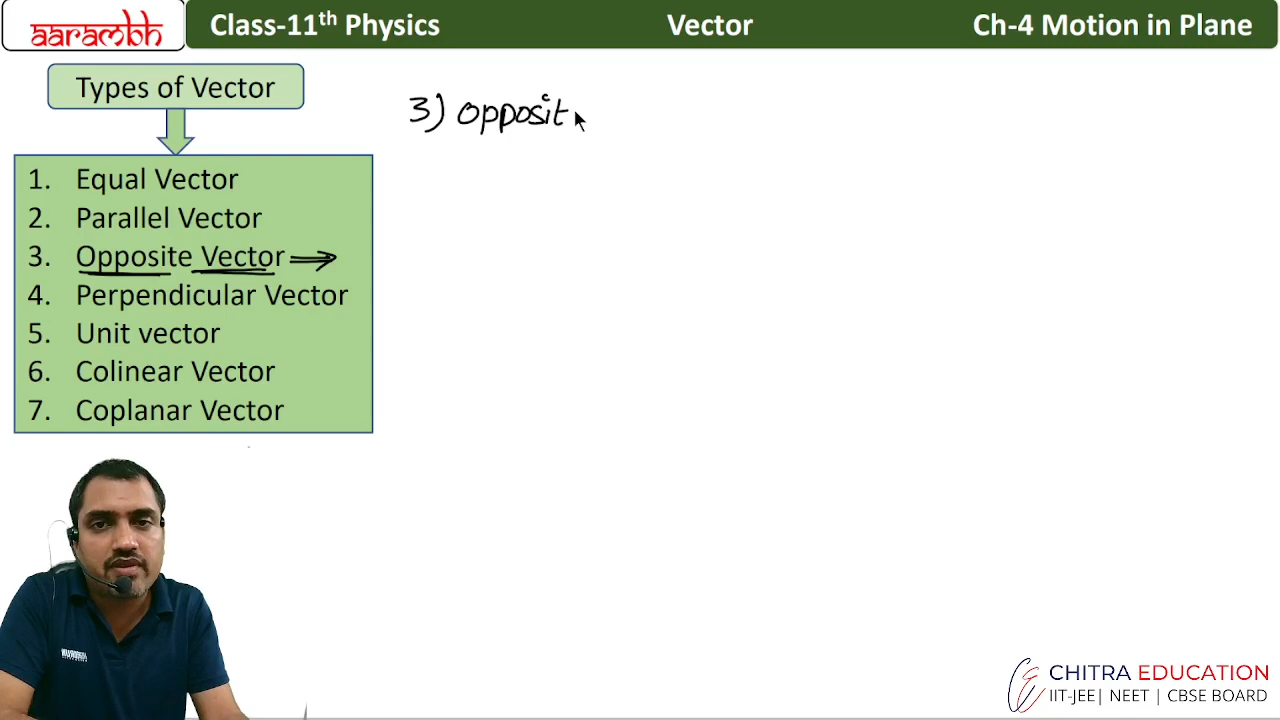 aarambh
Class-11th Physics
Vector
Ch-4 Motion in Plane
Types of Vector
3) opposit
1. Equal Vector
2. Parallel Vector
3. Opposite Vector
4. Perpendicular Vector
5. Unit vector
6. Colinear Vector
7. Coplanar Vector
CHITRA EDUCATION
IIT-JEE| NEET | CBSE BOARD